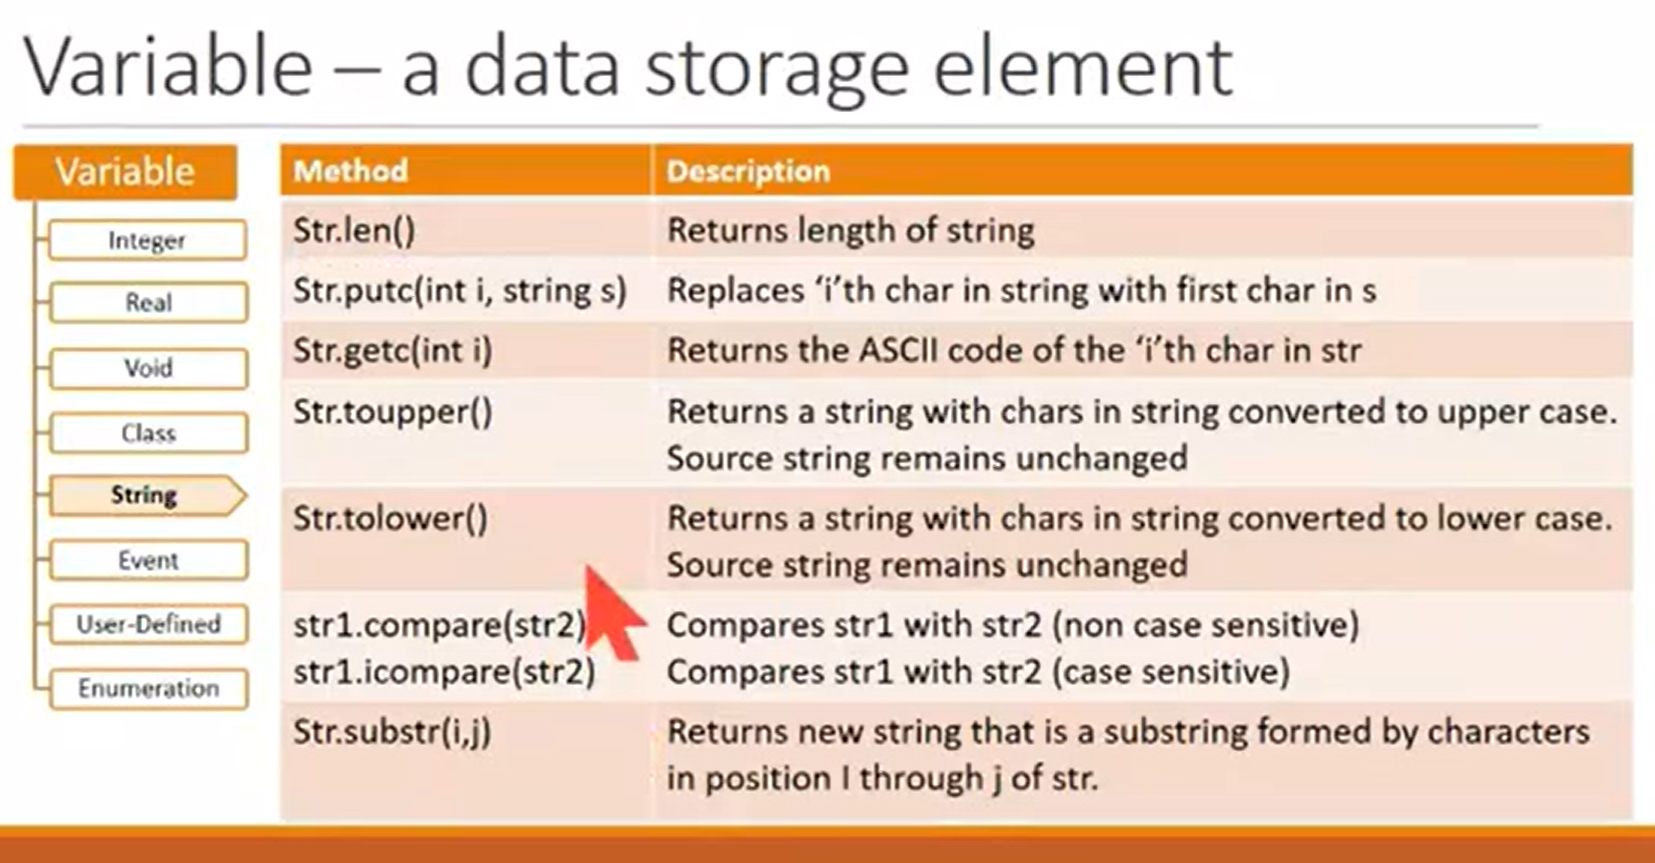 Variable – a data storage element
Variable
Integer
Real
Void
Class
String
Event
User-Defined
Enumeration
Method Description
Str.len() Returns length of string
Str.putc(int i, string s) Replaces ‘i’th char in string with first char in s
Str.getc(int i) Returns the ASCII code of the ‘i’th char in str
Str.toupper() Returns a string with chars in string converted to upper case.
Source string remains unchanged
Str.tolower() Returns a string with chars in string converted to lower case.
Source string remains unchanged
str1.compare(str2) Compares str1 with str2 (non case sensitive)
str1.icompare(str2) Compares str1 with str2 (case sensitive)
Str.substr(i,j) Returns new string that is a substring formed by characters
in position I through j of str.